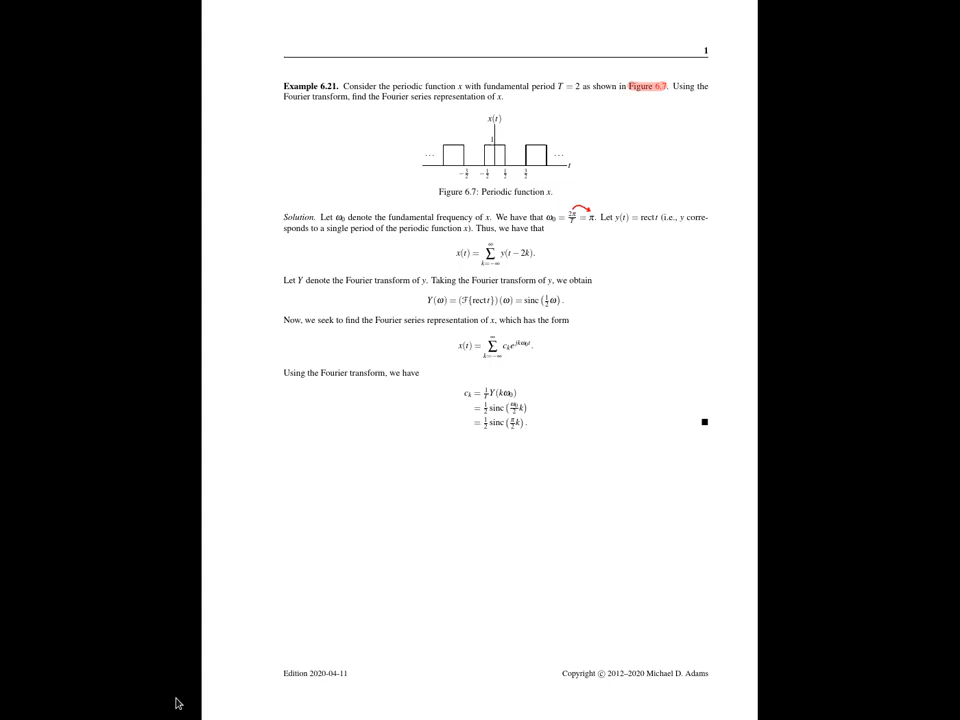 1
Example 6.21. Consider the periodic function x with fundamental period T = 2 as shown in Figure 6.7. Using the
Fourier transform, find the Fourier series representation of x.
x(t)
1
··· ···
t
−3/2 −1/2 1/2 3/2
Figure 6.7: Periodic function x.
Solution. Let ω₀ denote the fundamental frequency of x. We have that ω₀ = 2π/T = π. Let y(t) = rect t (i.e., y corre-
sponds to a single period of the periodic function x). Thus, we have that
x(t) = ∑_{k=−∞}^{∞} y(t − 2k).
Let Y denote the Fourier transform of y. Taking the Fourier transform of y, we obtain
Y(ω) = (ℱ{rect t})(ω) = sinc(1/2 ω).
Now, we seek to find the Fourier series representation of x, which has the form
x(t) = ∑_{k=−∞}^{∞} c_k e^{jkω₀t}.
Using the Fourier transform, we have
c_k = 1/T Y(kω₀)
= 1/2 sinc(ω₀/2 k)
= 1/2 sinc(π/2 k).
Edition 2020-04-11 Copyright © 2012–2020 Michael D. Adams